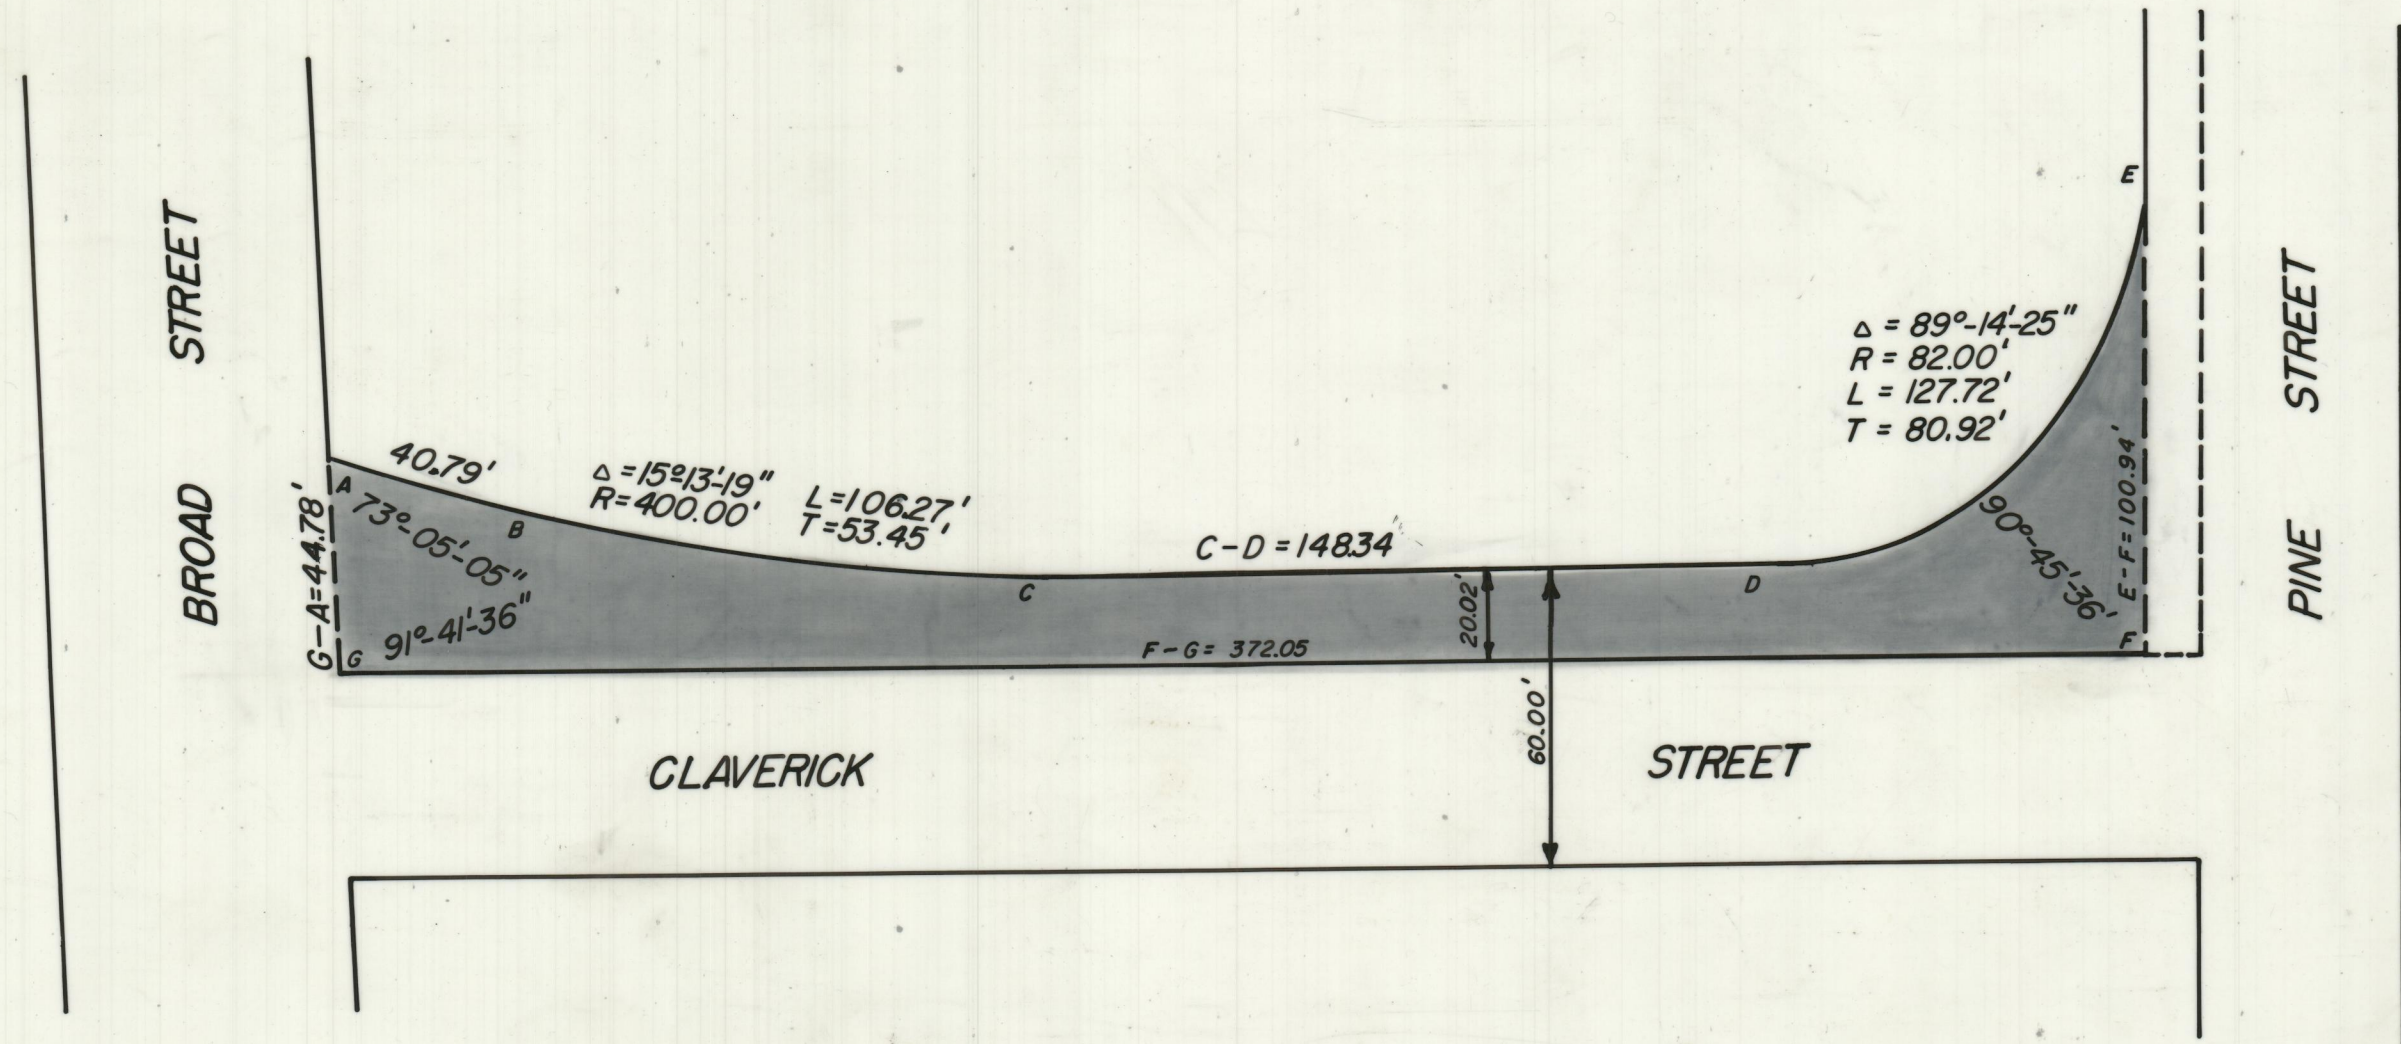 BROAD STREET
G-A=44.78'
40.79'
A
73°-05'-05"
B
91°-41'-36"
G
Δ =15º13'-19"
R=400.00'
L=106.27'
T=53.45'
C-D =148.34
C
F-G= 372.05
20.02'
60.00'
D
Δ = 89°-14'-25"
R = 82.00'
L = 127.72'
T = 80.92'
90°-45'-36'
E-F=100.94'
E
F
CLAVERICK STREET
PINE STREET